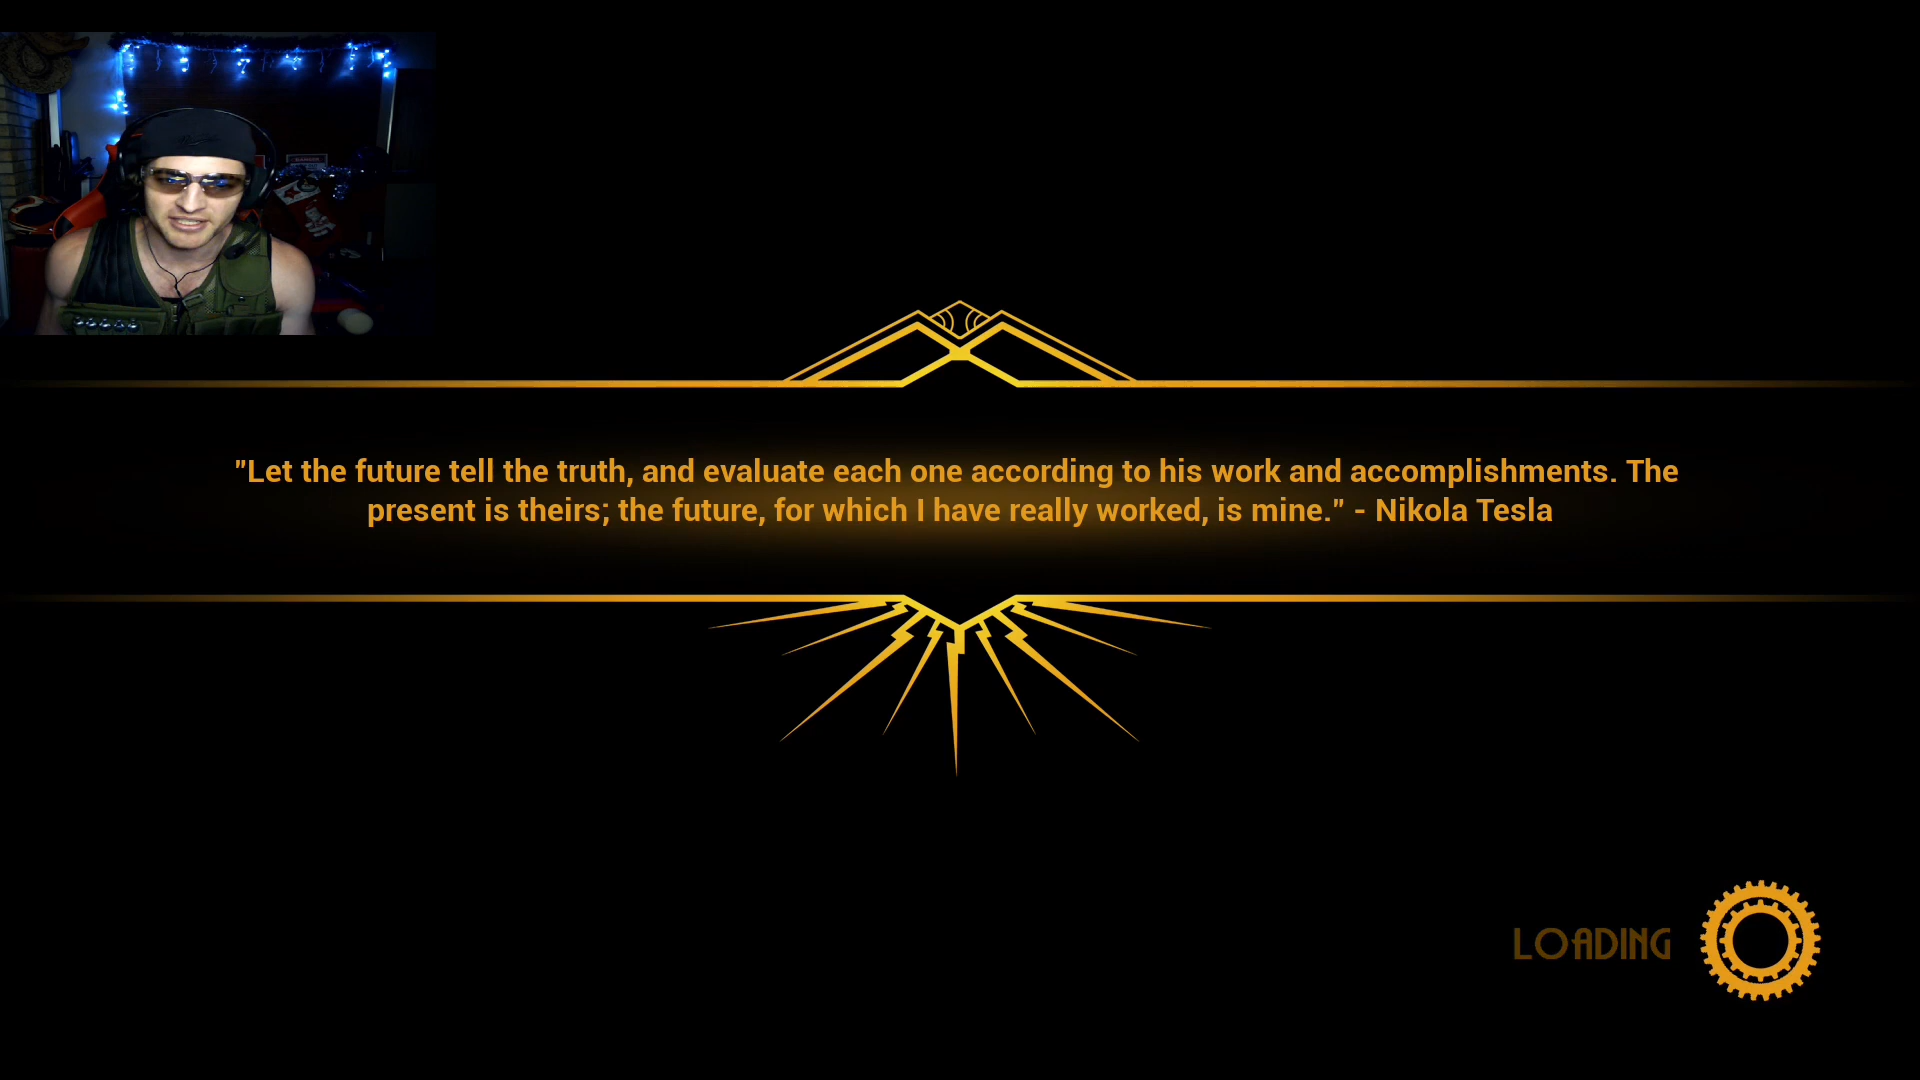 DANGER
"Let the future tell the truth, and evaluate each one according to his work and accomplishments. The
present is theirs; the future, for which I have really worked, is mine." - Nikola Tesla
LOADING